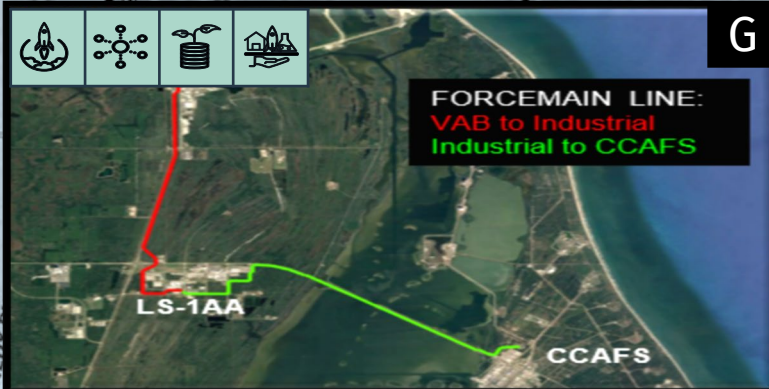 G
FORCEMAIN LINE:
VAB to Industrial
Industrial to CCAFS
LS-1AA
CCAFS